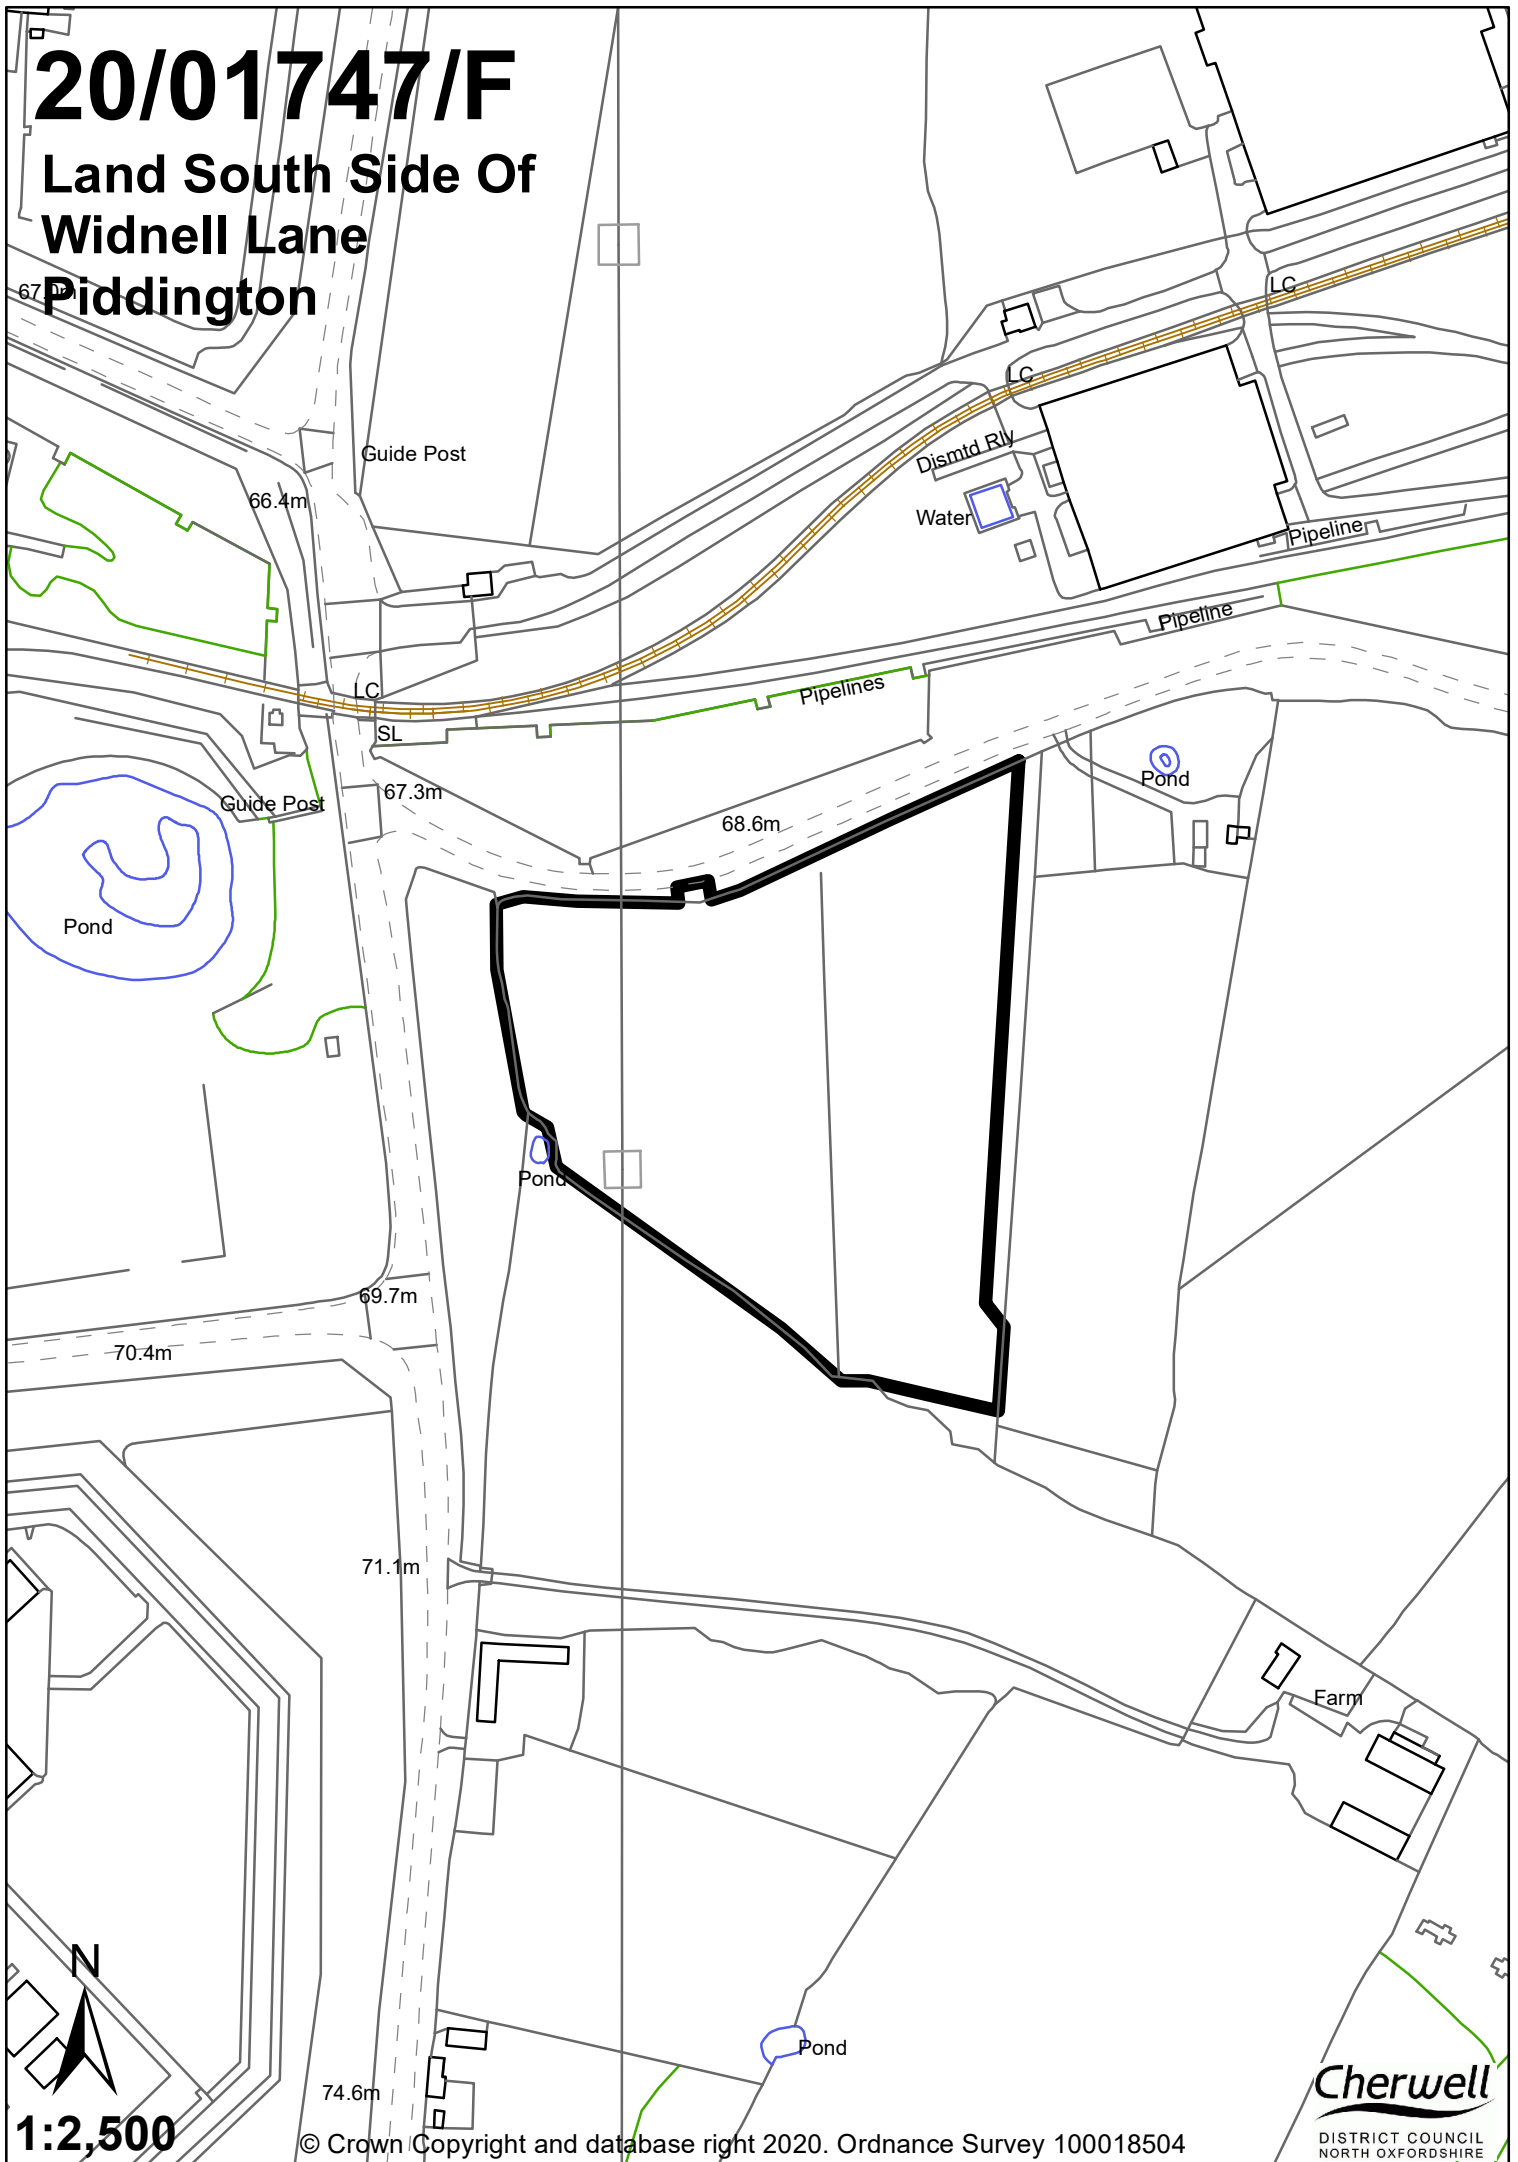 20/01747/F
Land South Side Of
Widnell Lane
Piddington
67.0m
LC
LC
Guide Post
Dismtd Rly
66.4m
Water
Pipeline
Pipeline
Pipelines
LC
SL
Pond
67.3m
Guide Post
68.6m
Pond
Pond
69.7m
70.4m
71.1m
Farm
N
Pond
74.6m
1:2,500
© Crown Copyright and database right 2020. Ordnance Survey 100018504
Cherwell
DISTRICT COUNCIL
NORTH OXFORDSHIRE